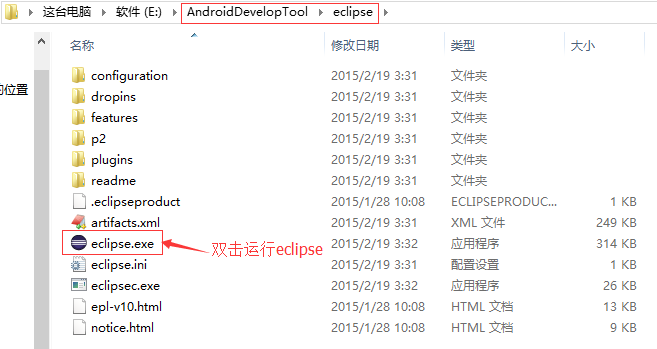 这台电脑 软件 (E:) AndroidDevelopTool eclipse
名称 修改日期 类型 大小
的位置
configuration 2015/2/19 3:31 文件夹
dropins 2015/2/19 3:31 文件夹
features 2015/2/19 3:31 文件夹
p2 2015/2/19 3:31 文件夹
plugins 2015/2/19 3:31 文件夹
readme 2015/2/19 3:31 文件夹
.eclipseproduct 2015/1/28 10:08 ECLIPSEPRODUC... 1 KB
artifacts.xml 2015/2/19 3:31 XML 文件 249 KB
eclipse.exe 2015/2/19 3:32 应用程序 314 KB
双击运行eclipse
eclipse.ini 2015/2/19 3:31 配置设置 1 KB
eclipsec.exe 2015/2/19 3:32 应用程序 26 KB
epl-v10.html 2015/1/28 10:08 HTML 文档 13 KB
notice.html 2015/1/28 10:08 HTML 文档 9 KB